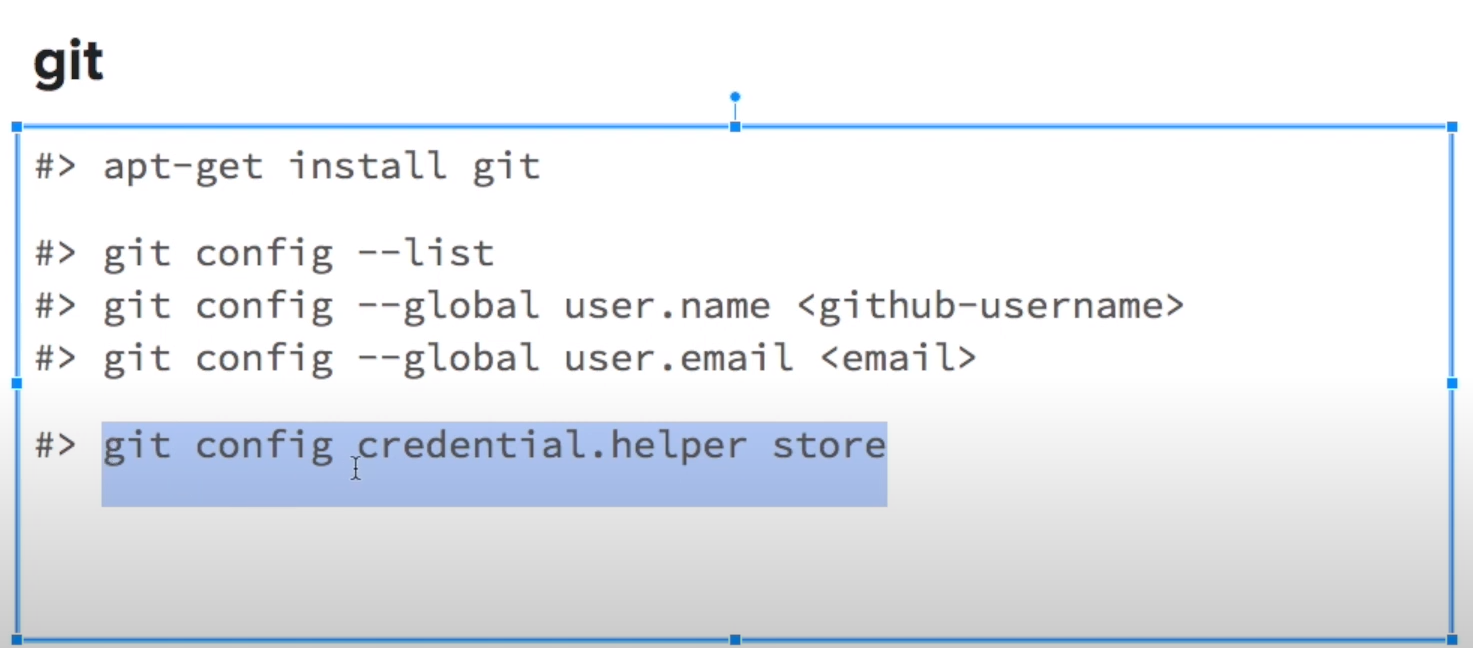 git
#> apt-get install git
#> git config --list
#> git config --global user.name <github-username>
#> git config --global user.email <email>
#> git config credential.helper store